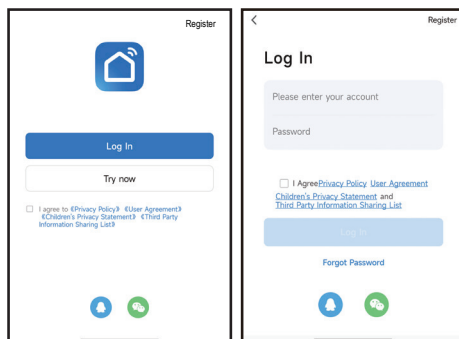 Register
Log In
Try now
I agree to 《Privacy Policy》 《User Agreement》
《Children's Privacy Statement》 《Third Party
Information Sharing List》
Register
Log In
Please enter your account
Password
I AgreePrivacy Policy User Agreement
Children's Privacy Statement and
Third Party Information Sharing List
Log In
Forgot Password